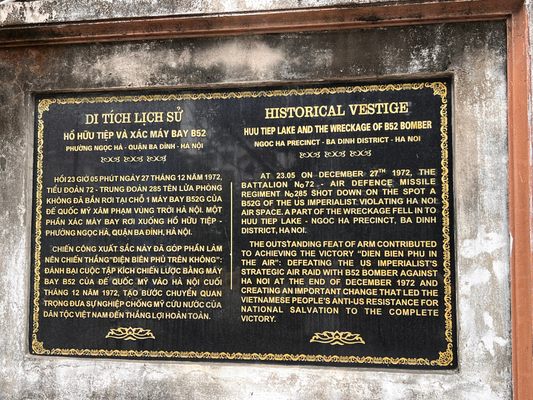 DI TÍCH LỊCH SỬ
HỒ HỮU TIỆP VÀ XÁC MÁY BAY B52
PHƯỜNG NGỌC HÀ - QUẬN BA ĐÌNH - HÀ NỘI
HỒI 23 GIỜ 05 PHÚT NGÀY 27 THÁNG 12 NĂM 1972,
TIỂU ĐOÀN 72 - TRUNG ĐOÀN 285 TÊN LỬA PHÒNG
KHÔNG ĐÃ BẮN RƠI TẠI CHỖ 1 MÁY BAY B52G CỦA
ĐẾ QUỐC MỸ XÂM PHẠM VÙNG TRỜI HÀ NỘI. MỘT
PHẦN XÁC MÁY BAY RƠI XUỐNG HỒ HỮU TIỆP -
PHƯỜNG NGỌC HÀ, QUẬN BA ĐÌNH, HÀ NỘI.
CHIẾN CÔNG XUẤT SẮC NÀY ĐÃ GÓP PHẦN LÀM
NÊN CHIẾN THẮNG"ĐIỆN BIÊN PHỦ TRÊN KHÔNG":
ĐÁNH BẠI CUỘC TẬP KÍCH CHIẾN LƯỢC BẰNG MÁY
BAY B52 CỦA ĐẾ QUỐC MỸ VÀO HÀ NỘI CUỐI
THÁNG 12 NĂM 1972, TẠO BƯỚC CHUYỂN QUAN
TRỌNG ĐƯA SỰ NGHIỆP CHỐNG MỸ CỨU NƯỚC CỦA
DÂN TỘC VIỆT NAM ĐẾN THẮNG LỢI HOÀN TOÀN.
HISTORICAL VESTIGE
HUU TIEP LAKE AND THE WRECKAGE OF B52 BOMBER
NGOC HA PRECINCT - BA DINH DISTRICT - HA NOI
AT 23.05 ON DECEMBER 27TH 1972, THE
BATTALION No72 - AIR DEFENCE MISSILE
REGIMENT No285 SHOT DOWN ON THE SPOT A
B52G OF THE US IMPERIALIST VIOLATING HA NOI
AIR SPACE. A PART OF THE WRECKAGE FELL IN TO
HUU TIEP LAKE - NGOC HA PRECINCT, BA DINH
DISTRICT, HA NOI.
THE OUTSTANDING FEAT OF ARM CONTRIBUTED
TO ACHIEVING THE VICTORY "DIEN BIEN PHU IN
THE AIR": DEFEATING THE US IMPERIALIST'S
STRATEGIC AIR RAID WITH B52 BOMBER AGAINST
HA NOI AT THE END OF DECEMBER 1972 AND
CREATING AN IMPORTANT CHANGE THAT LED THE
VIETNAMESE PEOPLE'S ANTI-US RESISTANCE FOR
NATIONAL SALVATION TO THE COMPLETE
VICTORY.